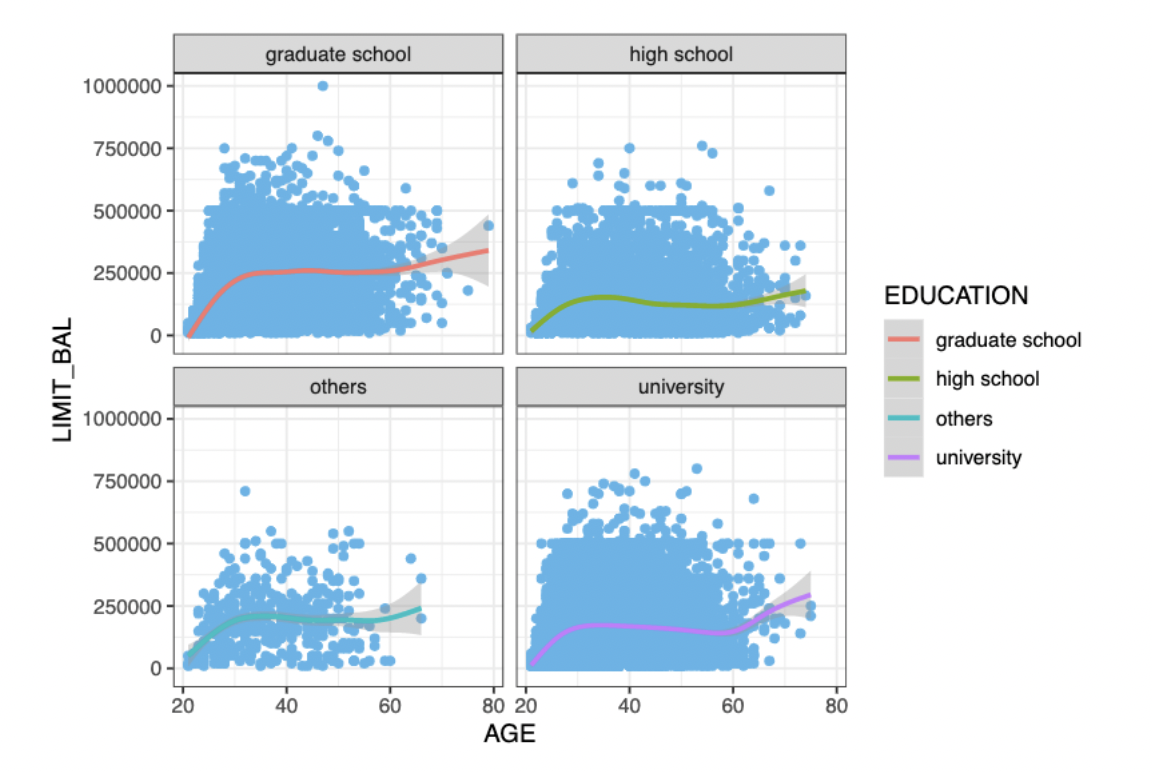 graduate school
high school
1000000
750000
500000
250000
0
others
university
1000000
750000
500000
250000
0
20
40
60
80
20
40
60
80
AGE
LIMIT_BAL
EDUCATION
graduate school
high school
others
university